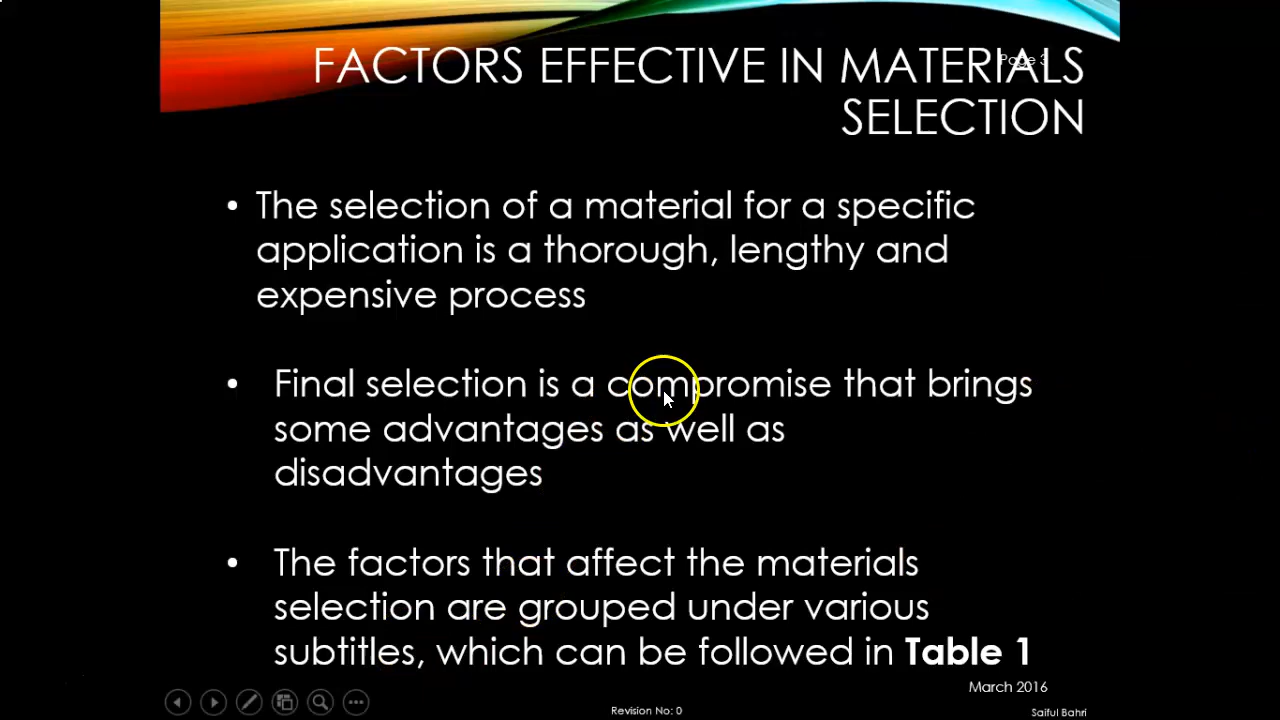 Page 3
FACTORS EFFECTIVE IN MATERIALS
SELECTION
• The selection of a material for a specific
application is a thorough, lengthy and
expensive process
• Final selection is a compromise that brings
some advantages as well as
disadvantages
• The factors that affect the materials
selection are grouped under various
subtitles, which can be followed in Table 1
March 2016
Revision No: 0
Saiful Bahri